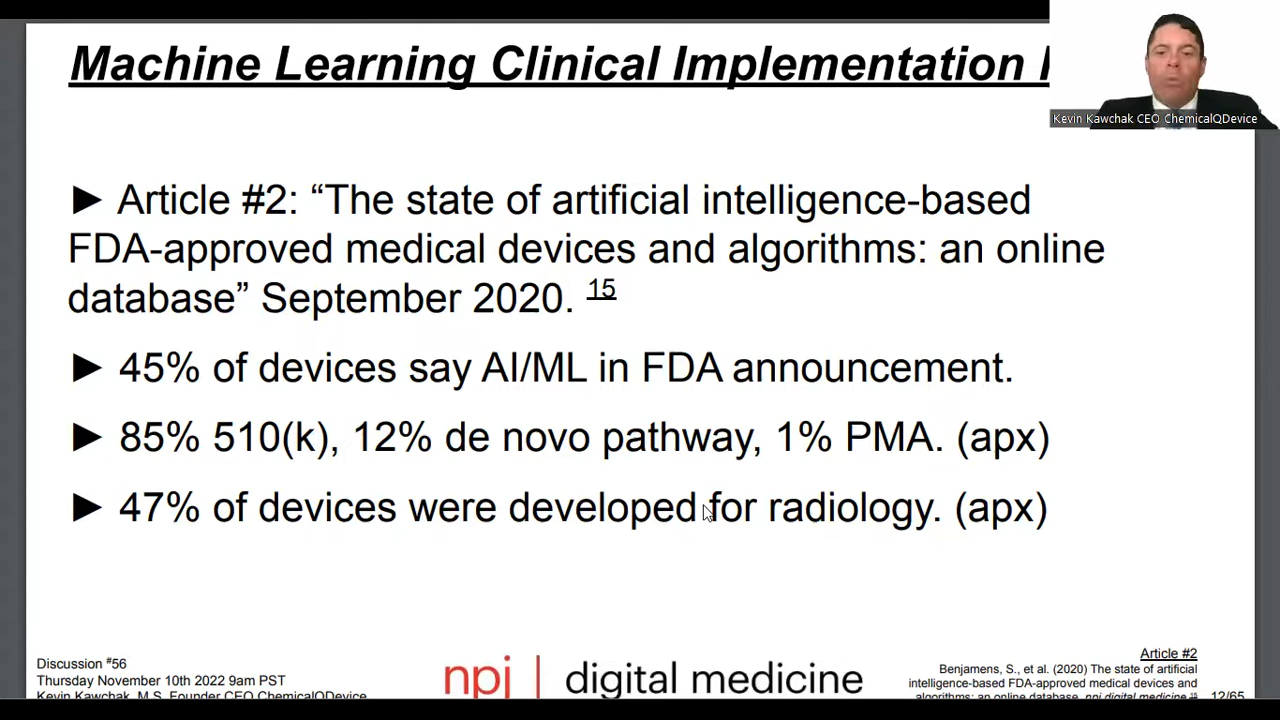 Machine Learning Clinical Implementation
Kevin Kawchak CEO ChemicalQDevice
► Article #2: “The state of artificial intelligence-based
FDA-approved medical devices and algorithms: an online
database” September 2020. 15
► 45% of devices say AI/ML in FDA announcement.
► 85% 510(k), 12% de novo pathway, 1% PMA. (apx)
► 47% of devices were developed for radiology. (apx)
Discussion #56
Thursday November 10th 2022 9am PST
Kevin Kawchak, M.S. Founder CEO ChemicalQDevice
npj | digital medicine
Article #2
Benjamens, S., et al. (2020) The state of artificial
intelligence-based FDA-approved medical devices and
algorithms: an online database. npj digital medicine 15
12/65